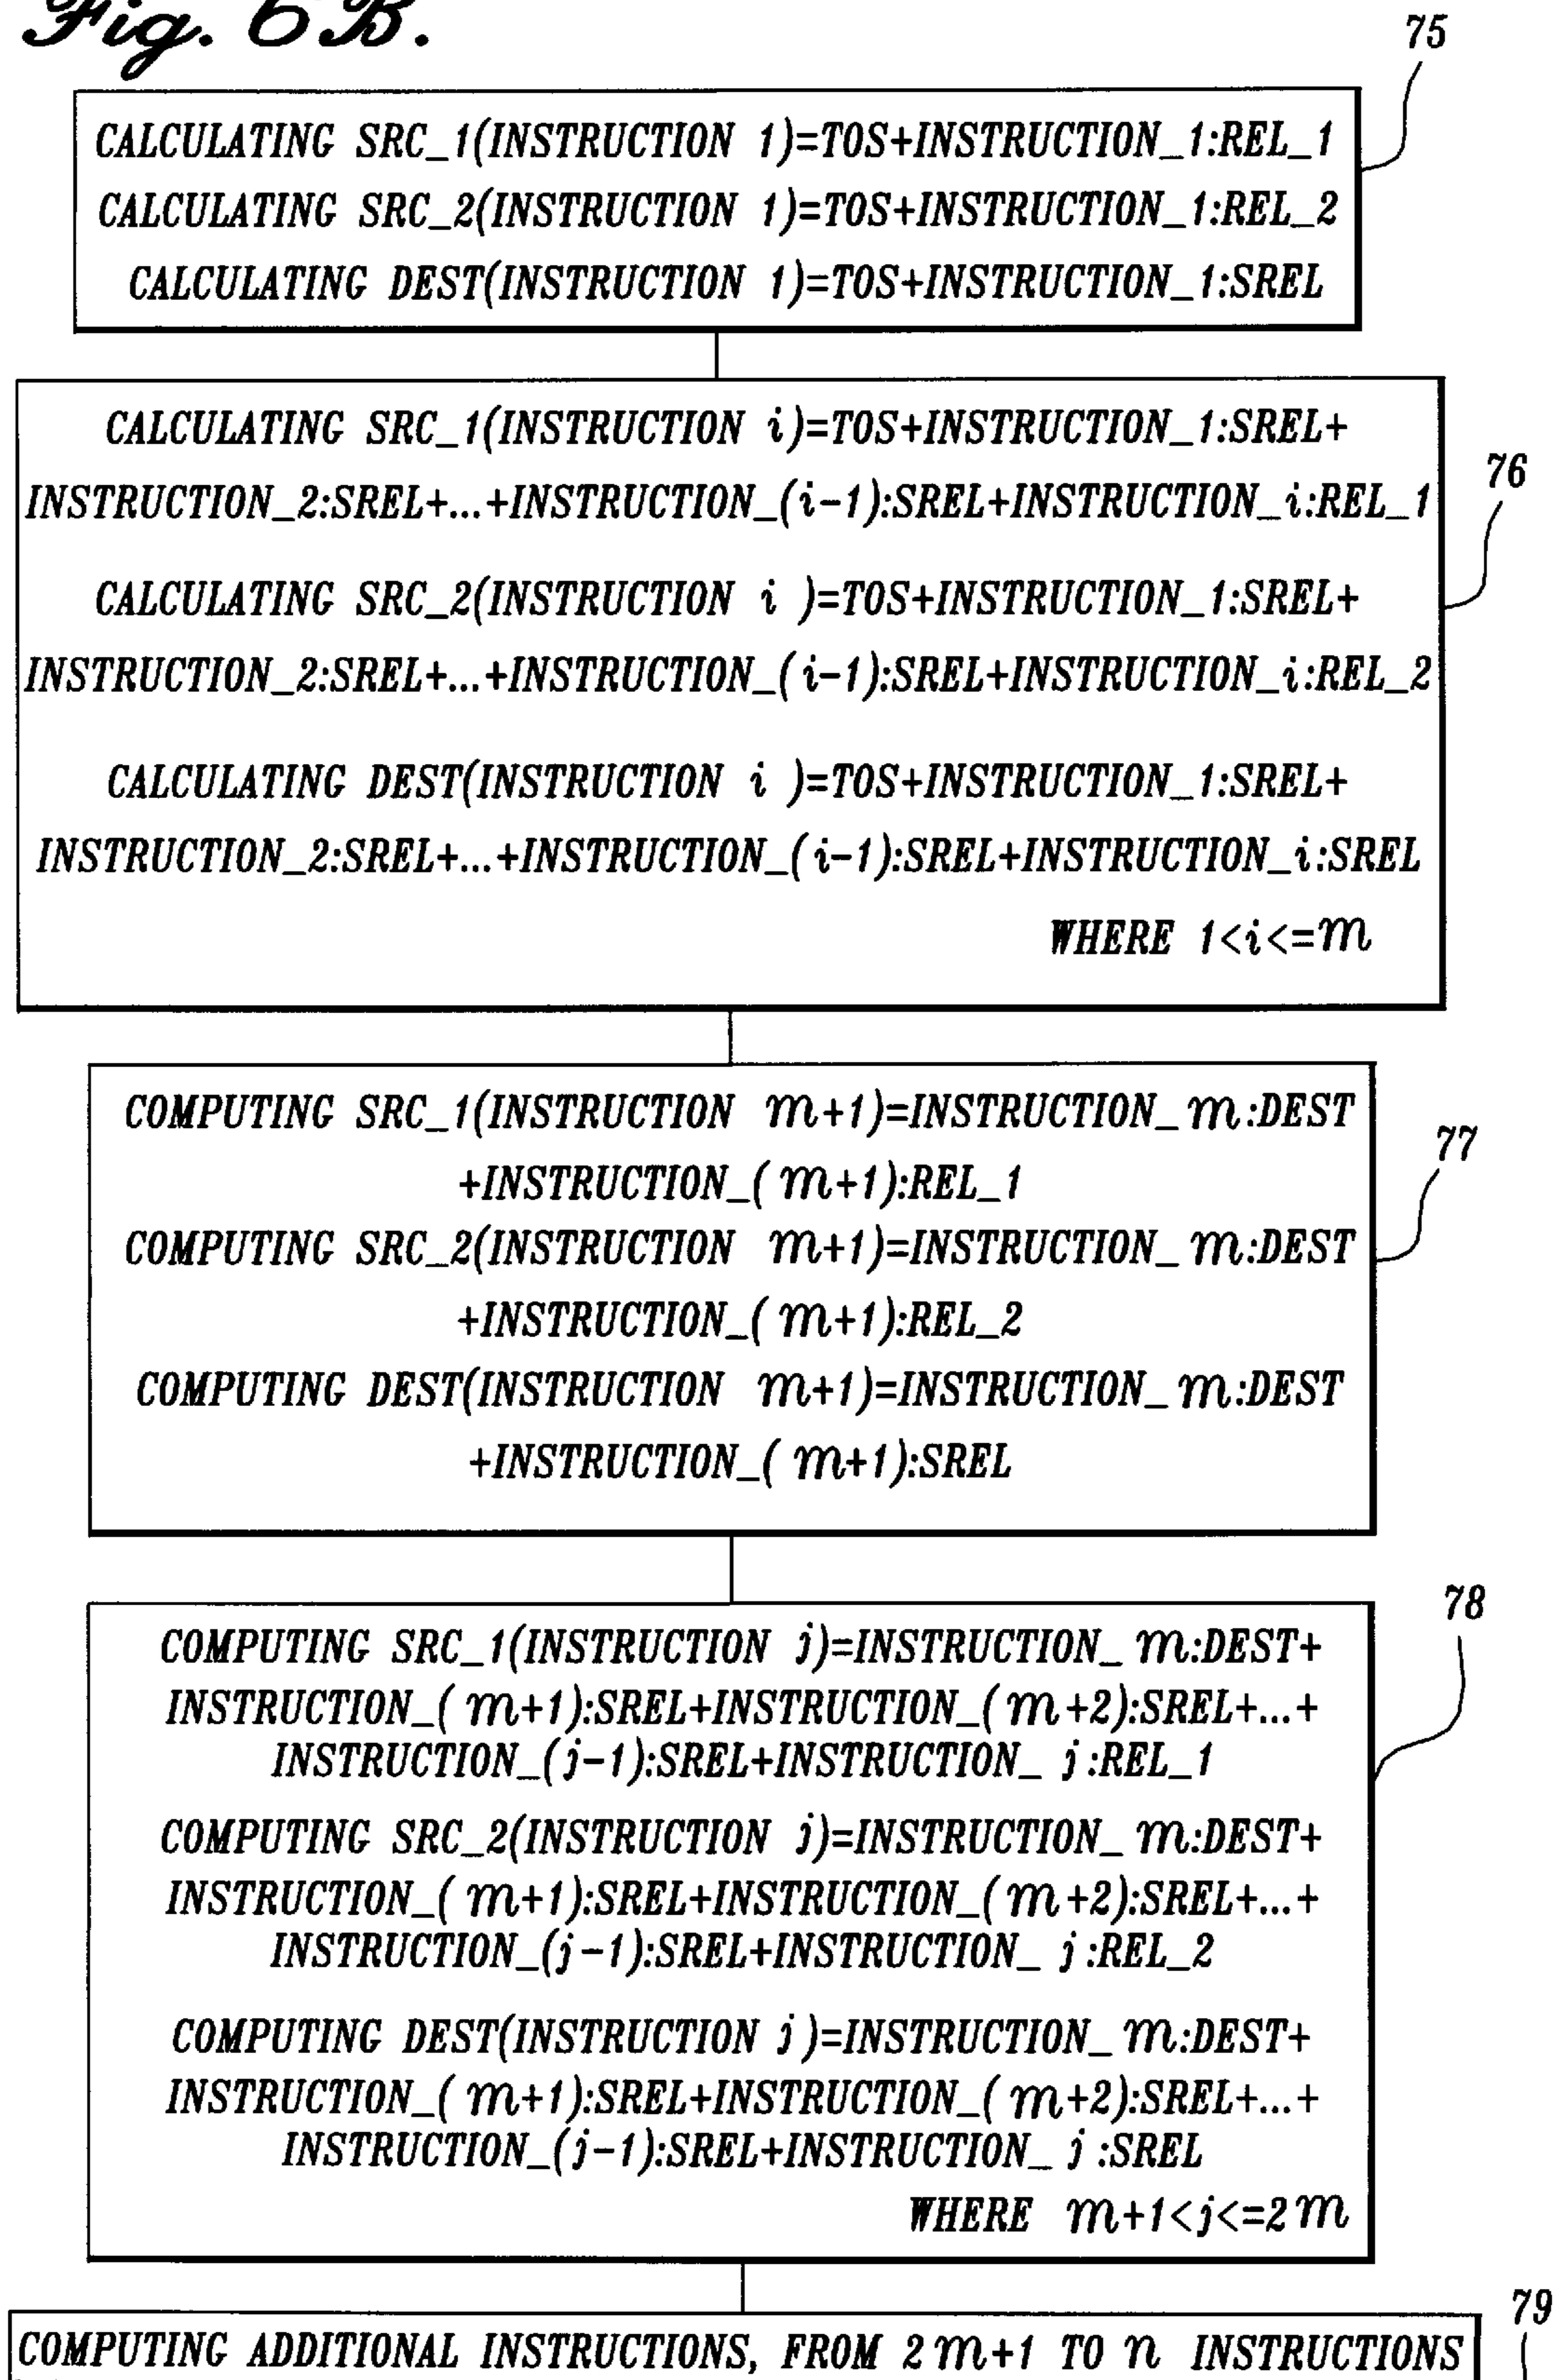 Fig. 6B.
75
CALCULATING SRC_1(INSTRUCTION 1)=TOS+INSTRUCTION_1:REL_1
CALCULATING SRC_2(INSTRUCTION 1)=TOS+INSTRUCTION_1:REL_2
CALCULATING DEST(INSTRUCTION 1)=TOS+INSTRUCTION_1:SREL
76
CALCULATING SRC_1(INSTRUCTION i)=TOS+INSTRUCTION_1:SREL+
INSTRUCTION_2:SREL+...+INSTRUCTION_(i-1):SREL+INSTRUCTION_i:REL_1
CALCULATING SRC_2(INSTRUCTION i )=TOS+INSTRUCTION_1:SREL+
INSTRUCTION_2:SREL+...+INSTRUCTION_(i-1):SREL+INSTRUCTION_i:REL_2
CALCULATING DEST(INSTRUCTION i )=TOS+INSTRUCTION_1:SREL+
INSTRUCTION_2:SREL+...+INSTRUCTION_(i-1):SREL+INSTRUCTION_i:SREL
WHERE 1<i<=m
77
COMPUTING SRC_1(INSTRUCTION m+1)=INSTRUCTION_m:DEST
+INSTRUCTION_(m+1):REL_1
COMPUTING SRC_2(INSTRUCTION m+1)=INSTRUCTION_m:DEST
+INSTRUCTION_(m+1):REL_2
COMPUTING DEST(INSTRUCTION m+1)=INSTRUCTION_m:DEST
+INSTRUCTION_(m+1):SREL
78
COMPUTING SRC_1(INSTRUCTION j)=INSTRUCTION_m:DEST+
INSTRUCTION_(m+1):SREL+INSTRUCTION_(m+2):SREL+...+
INSTRUCTION_(j-1):SREL+INSTRUCTION_j:REL_1
COMPUTING SRC_2(INSTRUCTION j)=INSTRUCTION_m:DEST+
INSTRUCTION_(m+1):SREL+INSTRUCTION_(m+2):SREL+...+
INSTRUCTION_(j-1):SREL+INSTRUCTION_j:REL_2
COMPUTING DEST(INSTRUCTION j)=INSTRUCTION_m:DEST+
INSTRUCTION_(m+1):SREL+INSTRUCTION_(m+2):SREL+...+
INSTRUCTION_(j-1):SREL+INSTRUCTION_j:SREL
WHERE m+1<j<=2m
79
COMPUTING ADDITIONAL INSTRUCTIONS, FROM 2m+1 TO n INSTRUCTIONS